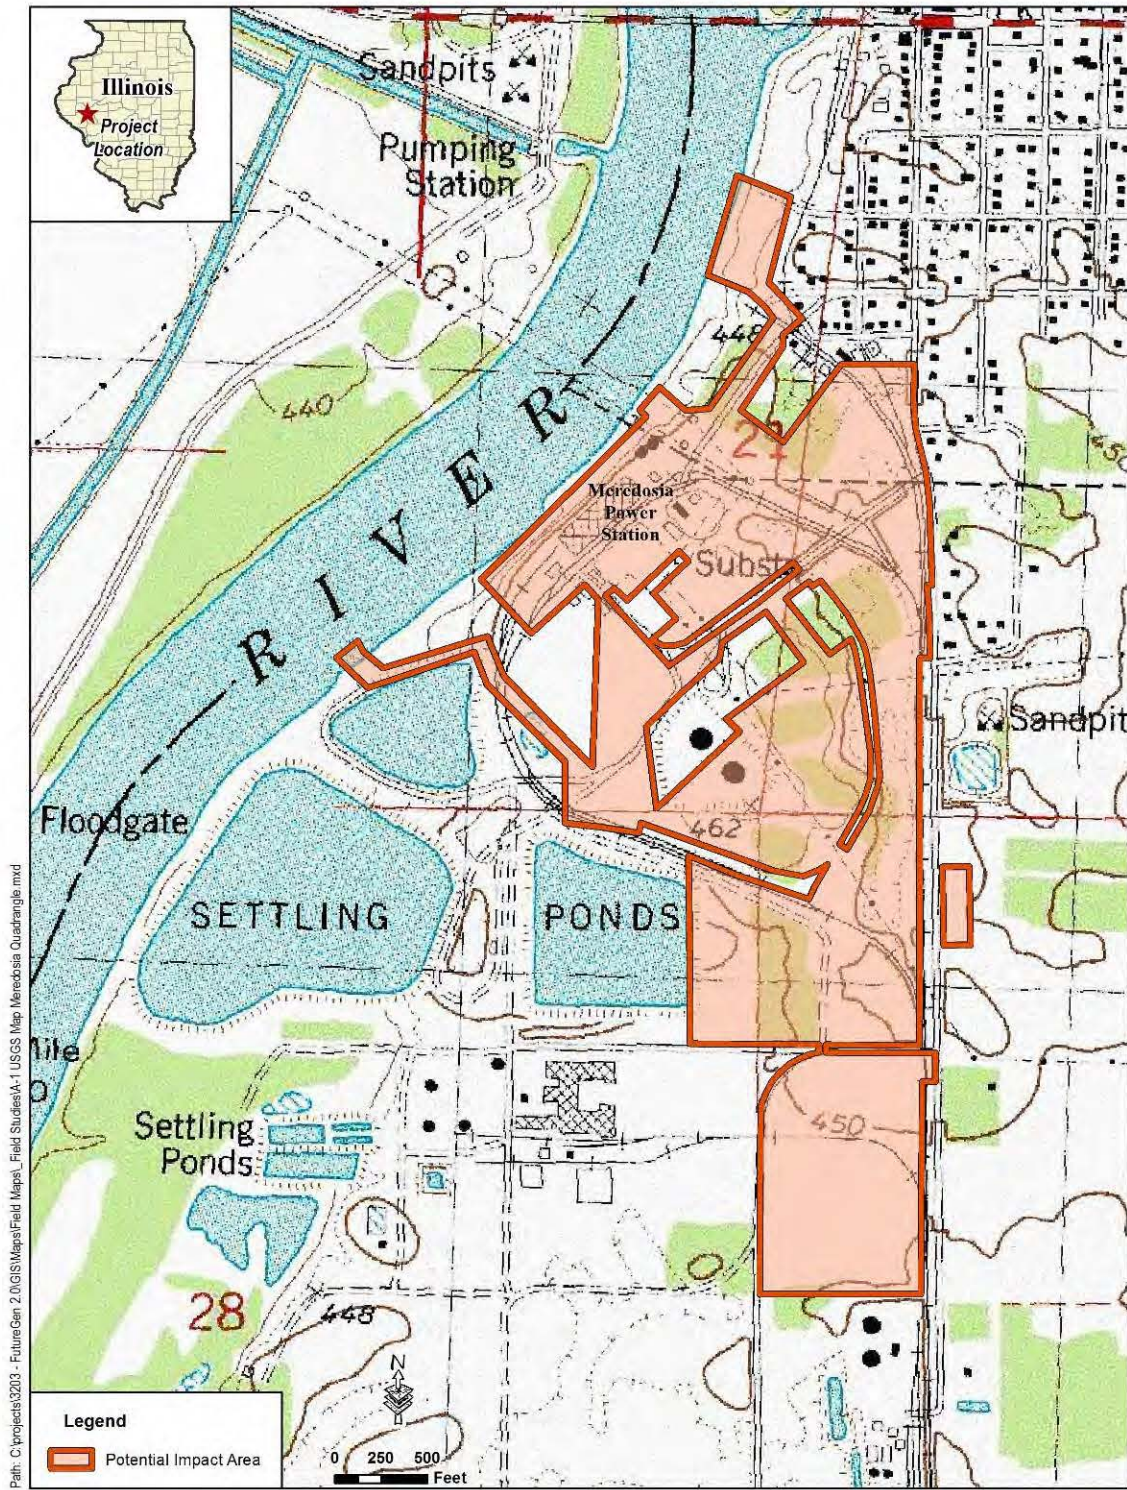 Illinois
Project
Location
Sandpits
Pumping
Station
448
440
RIVER
21
Meredosia
Power
Station
Subst
Sandpit
Floodgate
462
SETTLING PONDS
Mile
450
Settling
Ponds
28
448
N
Legend
Potential Impact Area
0 250 500
Feet
Path: C:\projects\3203 - FutureGen 2.0\GIS\Maps\Field Maps\_Field Studies\A-1 USGS Map Meredosia Quadrangle.mxd